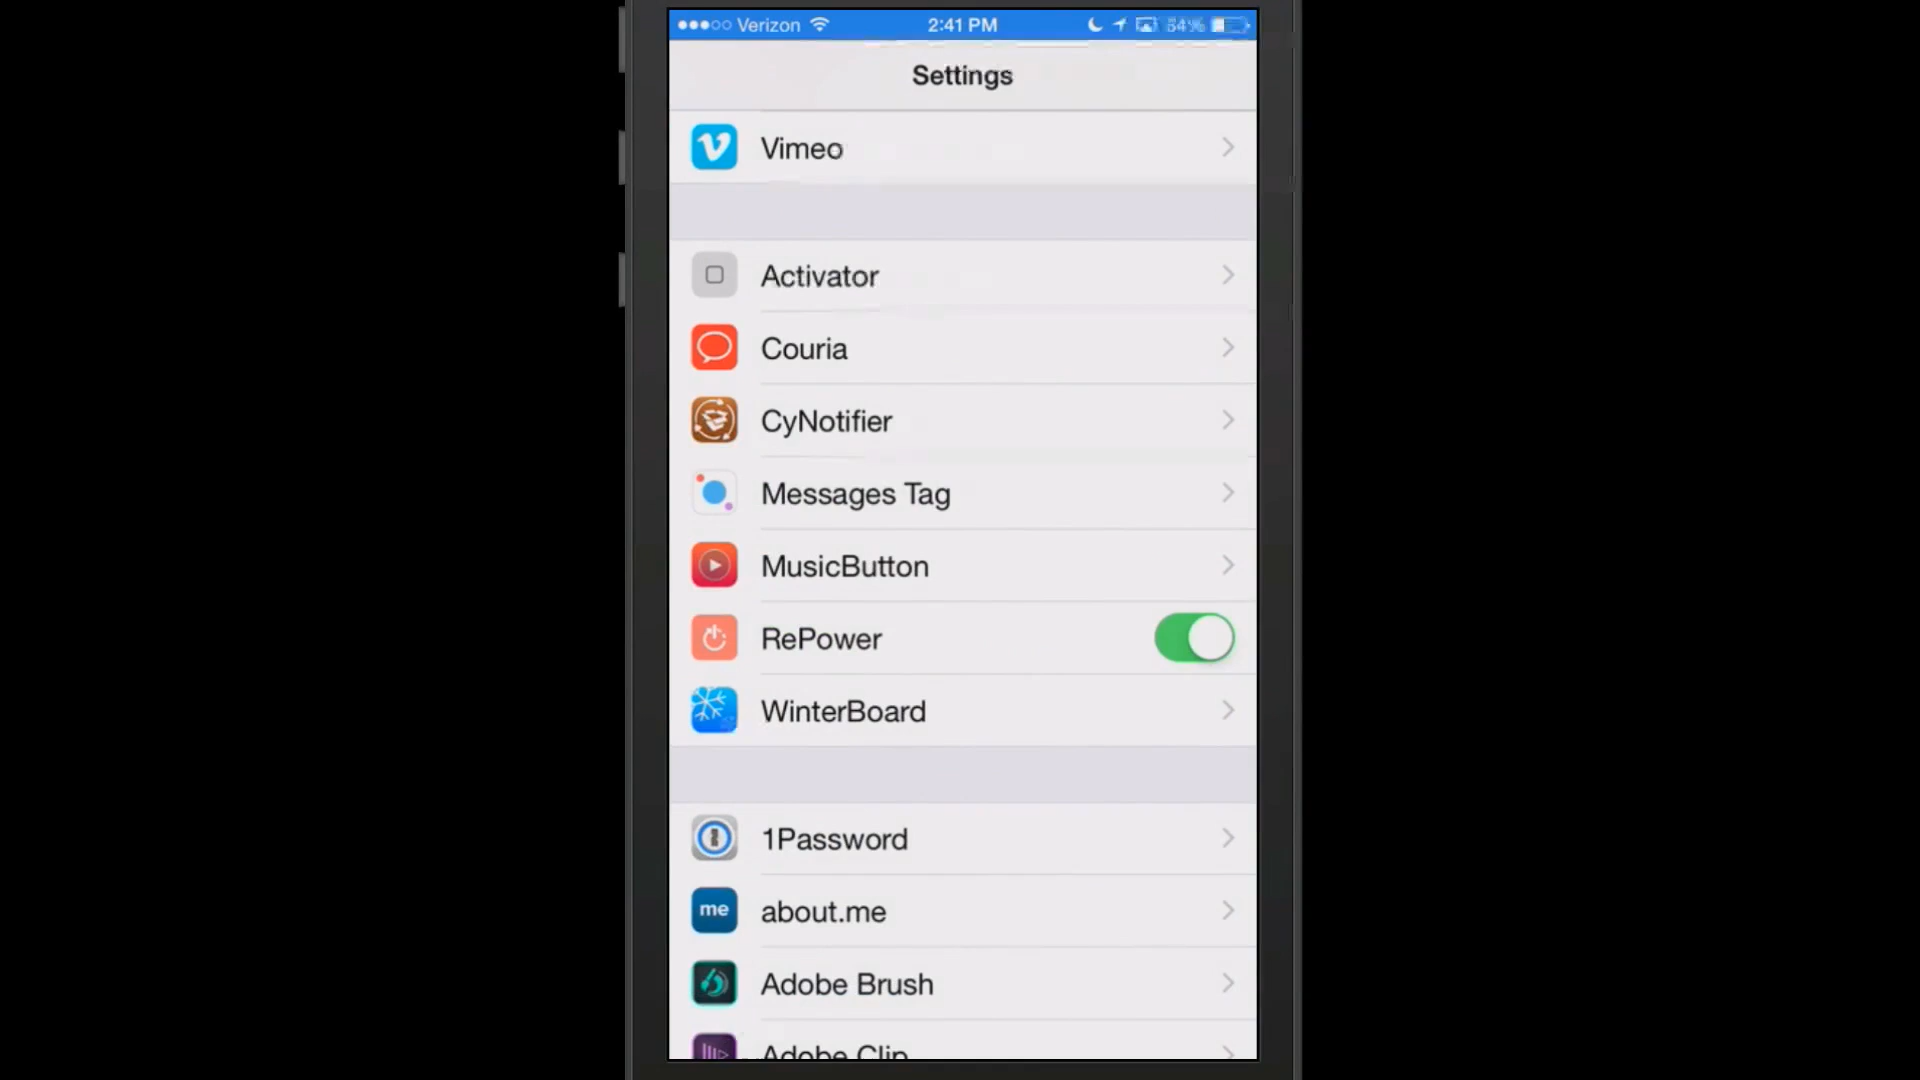 Verizon 2:41 PM 54%
Settings
Vimeo
Activator
Couria
CyNotifier
Messages Tag
MusicButton
RePower
WinterBoard
1Password
me about.me
Adobe Brush
Adobe Clip